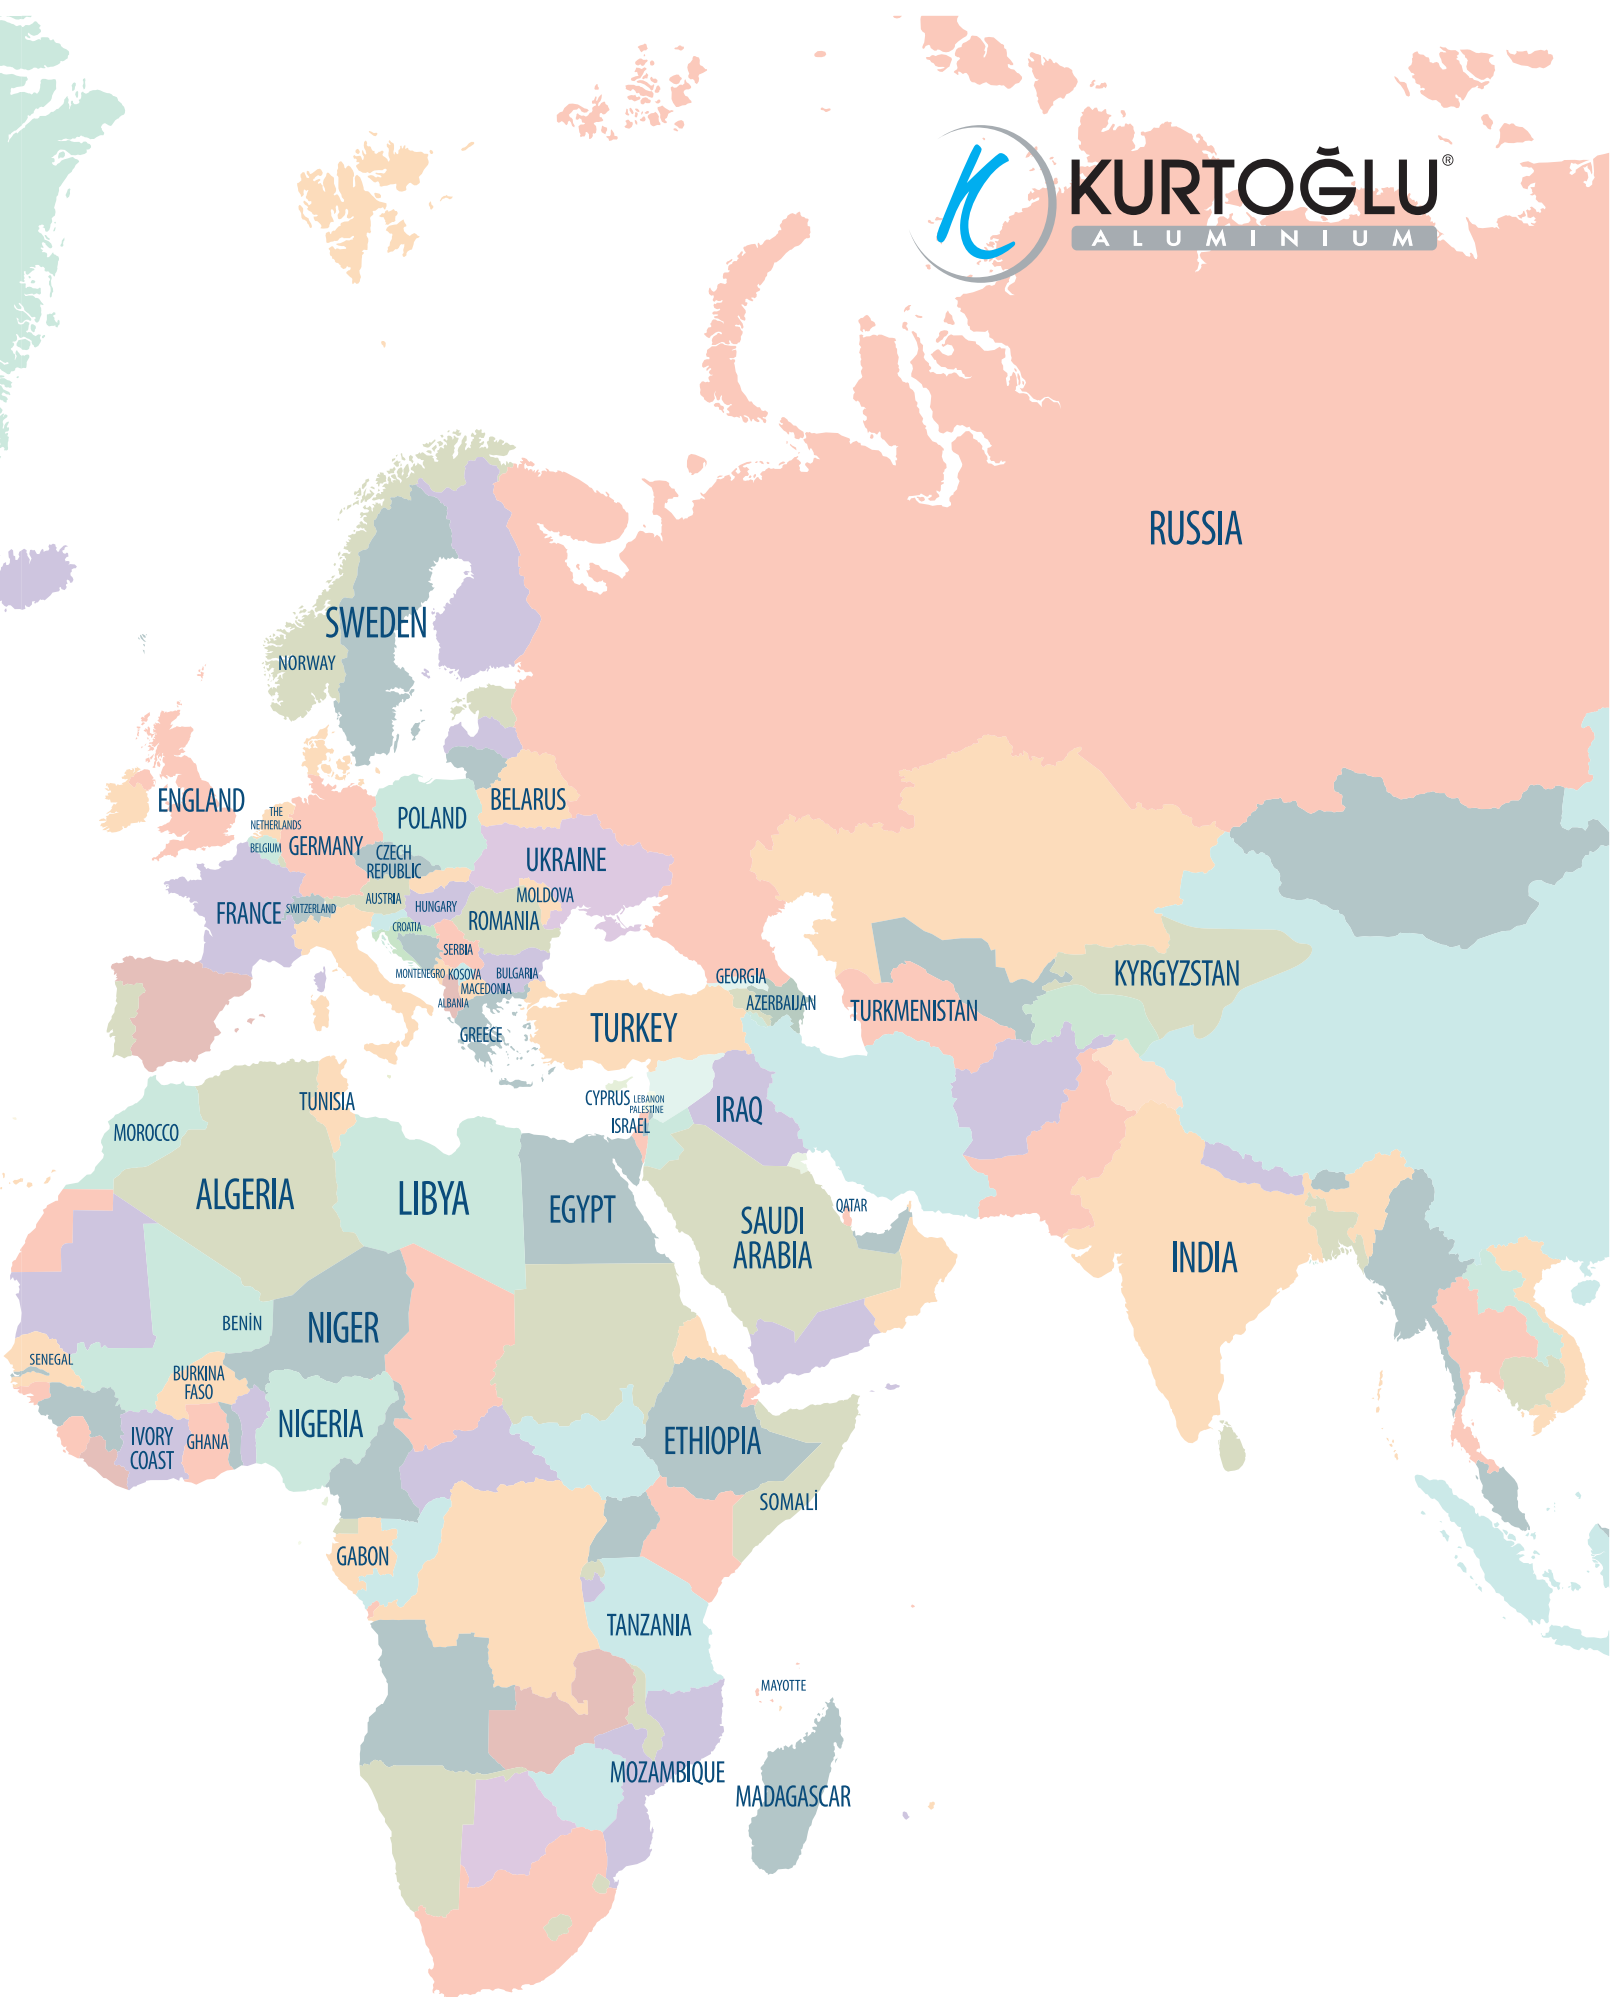 KURTOĞLU®
ALUMINIUM
RUSSIA
SWEDEN
NORWAY
ENGLAND
THE
NETHERLANDS
BELGIUM
GERMANY
POLAND
BELARUS
CZECH
REPUBLIC
UKRAINE
FRANCE
SWITZERLAND
AUSTRIA
HUNGARY
MOLDOVA
ROMANIA
CROATIA
SERBIA
MONTENEGRO
KOSOVA
BULGARIA
MACEDONIA
ALBANIA
GREECE
TURKEY
GEORGIA
AZERBAIJAN
TURKMENISTAN
KYRGYZSTAN
CYPRUS
LEBANON
PALESTINE
ISRAEL
IRAQ
TUNISIA
MOROCCO
ALGERIA
LIBYA
EGYPT
SAUDI
ARABIA
QATAR
INDIA
BENİN
NIGER
SENEGAL
BURKINA
FASO
NIGERIA
IVORY
COAST
GHANA
ETHIOPIA
SOMALİ
GABON
TANZANIA
MAYOTTE
MOZAMBIQUE
MADAGASCAR